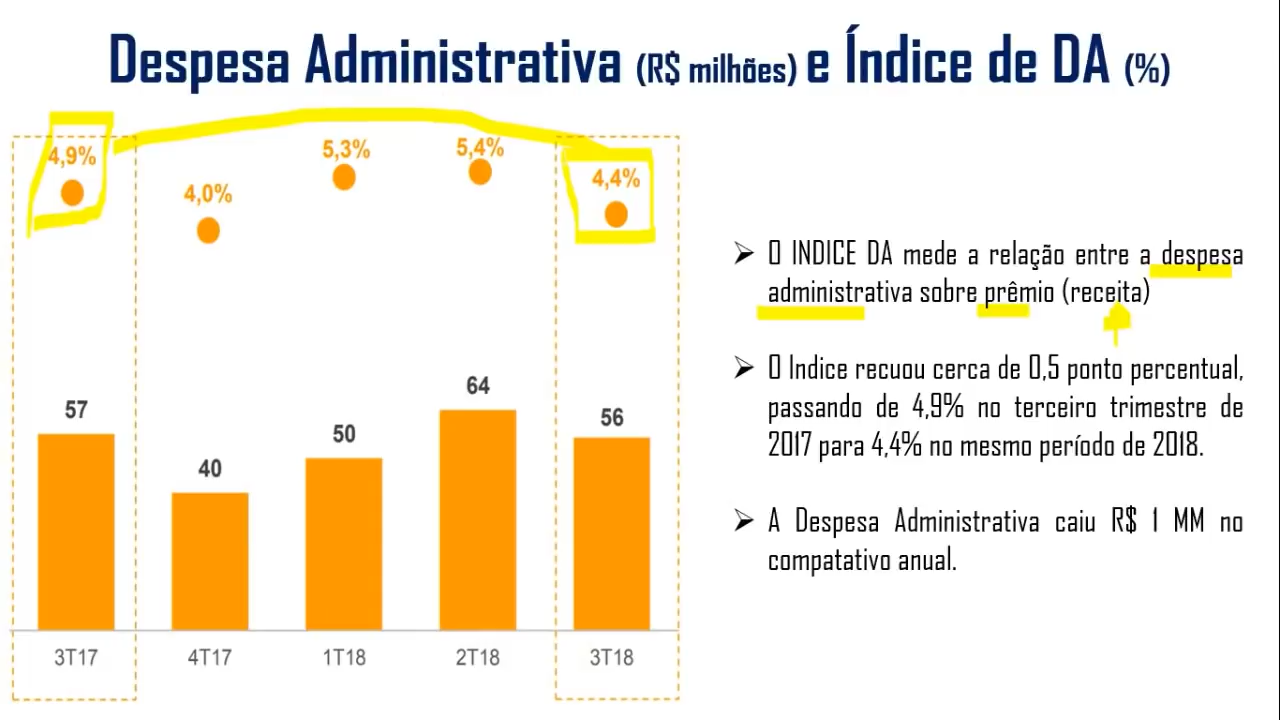 Despesa Administrativa (R$ milhões) e Índice de DA (%)
4,9%
4,0%
5,3%
5,4%
4,4%
57
40
50
64
56
3T17
4T17
1T18
2T18
3T18
O INDICE DA mede a relação entre a despesa
administrativa sobre prêmio (receita)
O Indice recuou cerca de 0,5 ponto percentual,
passando de 4,9% no terceiro trimestre de
2017 para 4,4% no mesmo período de 2018.
A Despesa Administrativa caiu R$ 1 MM no
compatativo anual.